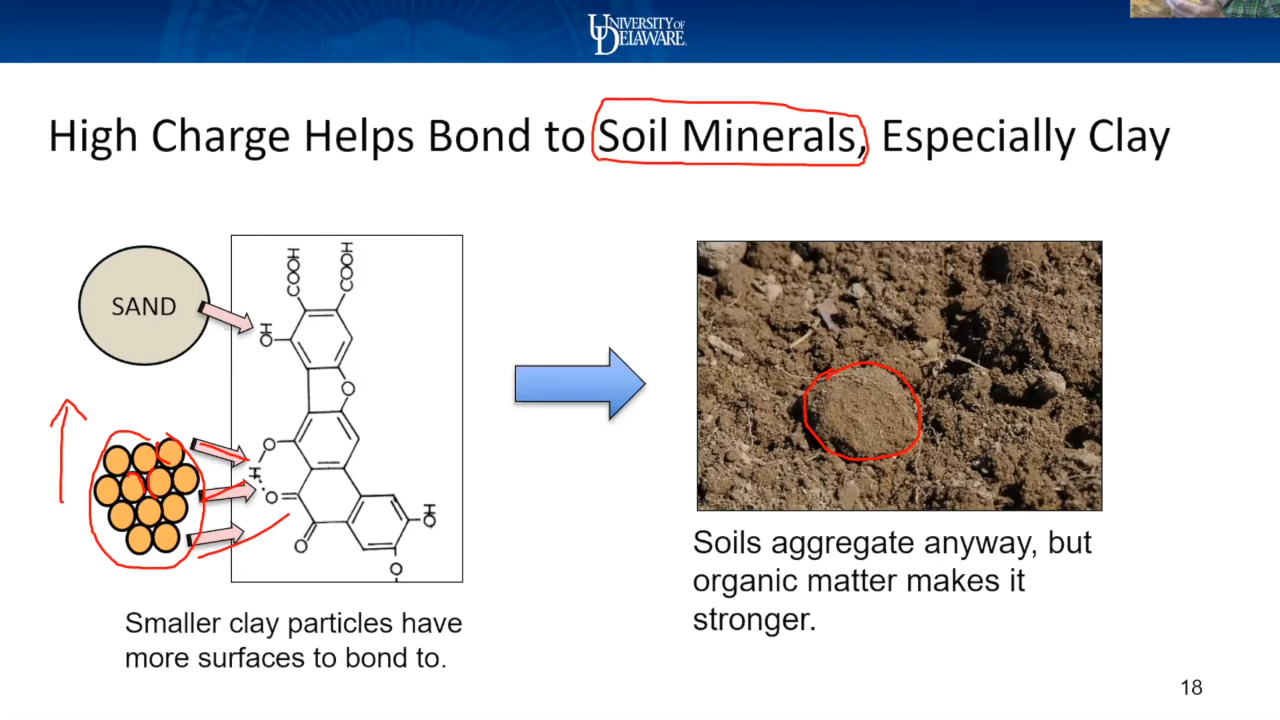 UNIVERSITY OF
DELAWARE
High Charge Helps Bond to Soil Minerals, Especially Clay
SAND
COOH
COOH
HO
O
O
H
O
O
OH
O
Smaller clay particles have
more surfaces to bond to.
Soils aggregate anyway, but
organic matter makes it
stronger.
18